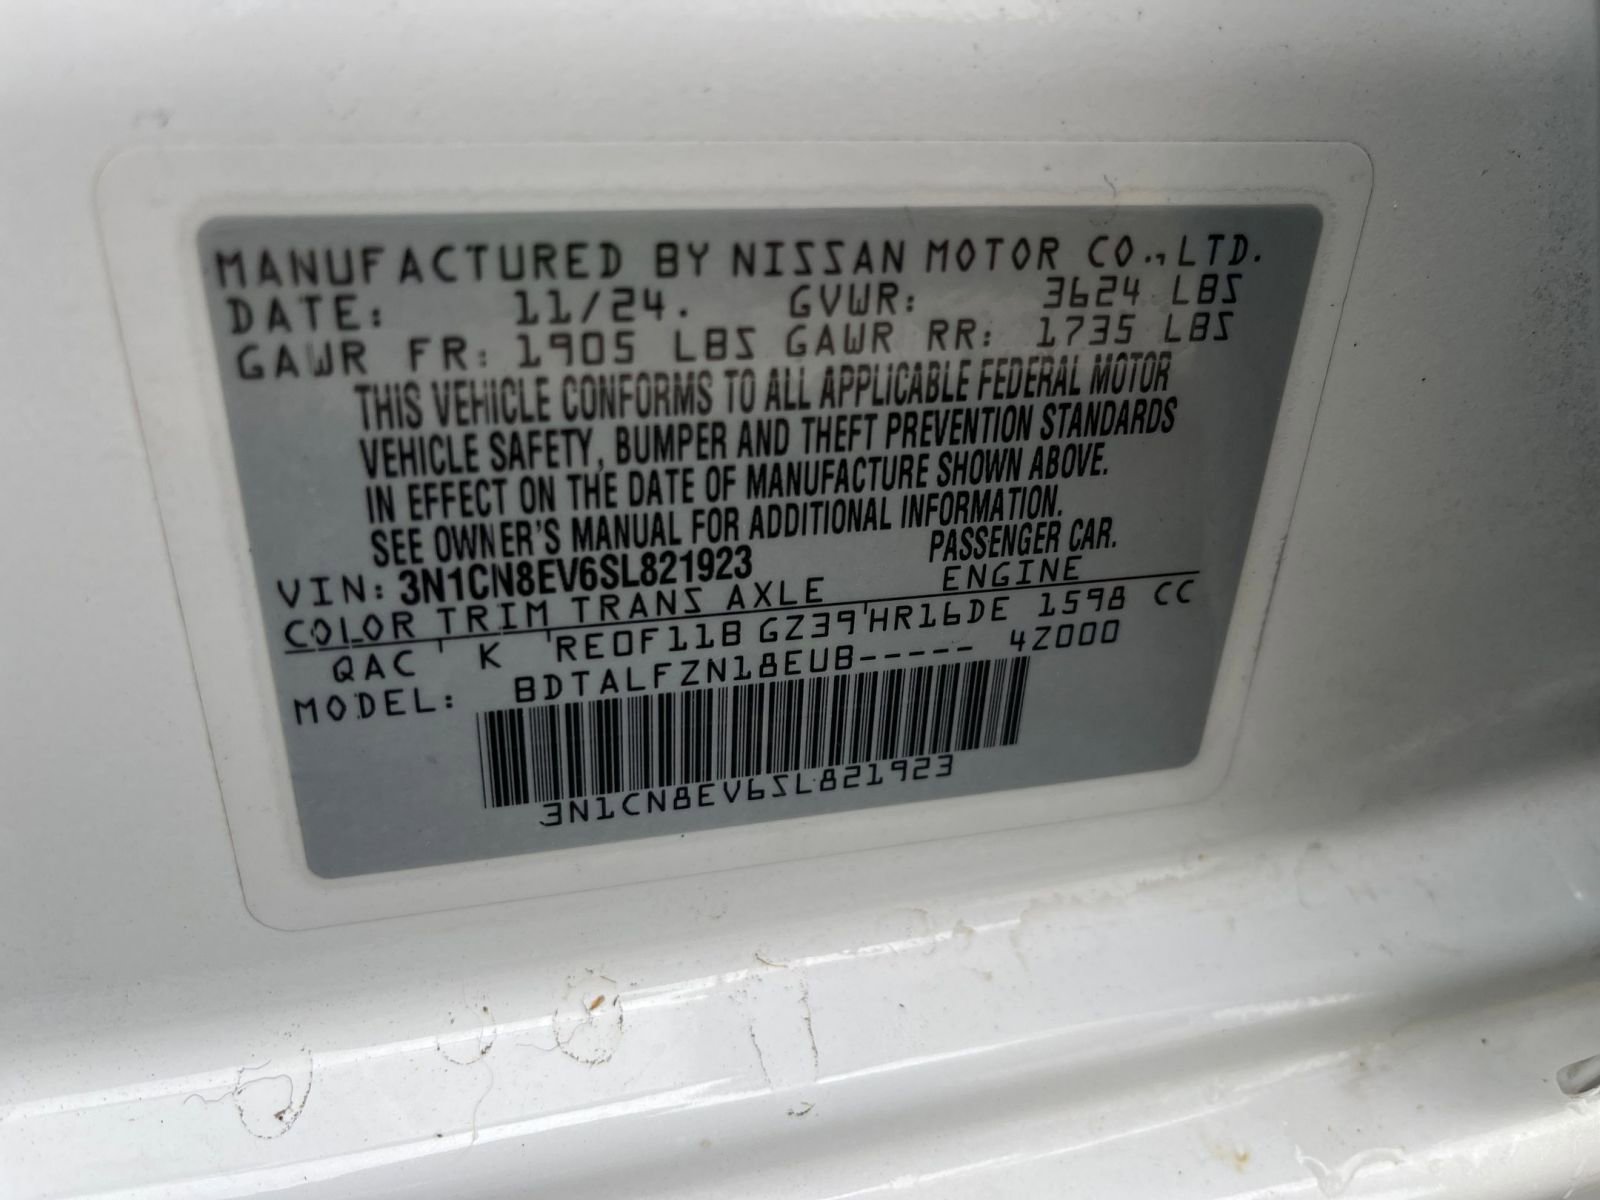 MANUFACTURED BY NISSAN MOTOR CO., LTD.
DATE: 11/24. GVWR: 3624 LBS
GAWR FR: 1905 LBS GAWR RR: 1735 LBS
THIS VEHICLE CONFORMS TO ALL APPLICABLE FEDERAL MOTOR
VEHICLE SAFETY, BUMPER AND THEFT PREVENTION STANDARDS
IN EFFECT ON THE DATE OF MANUFACTURE SHOWN ABOVE.
SEE OWNER'S MANUAL FOR ADDITIONAL INFORMATION.
VIN: 3N1CN8EV6SL821923 PASSENGER CAR.
COLOR TRIM TRANS AXLE ENGINE
QAC K RE0F11B GZ39 HR16DE 1598 CC
MODEL: BDTALFZN18EUB----- 4Z000
3N1CN8EV6SL821923